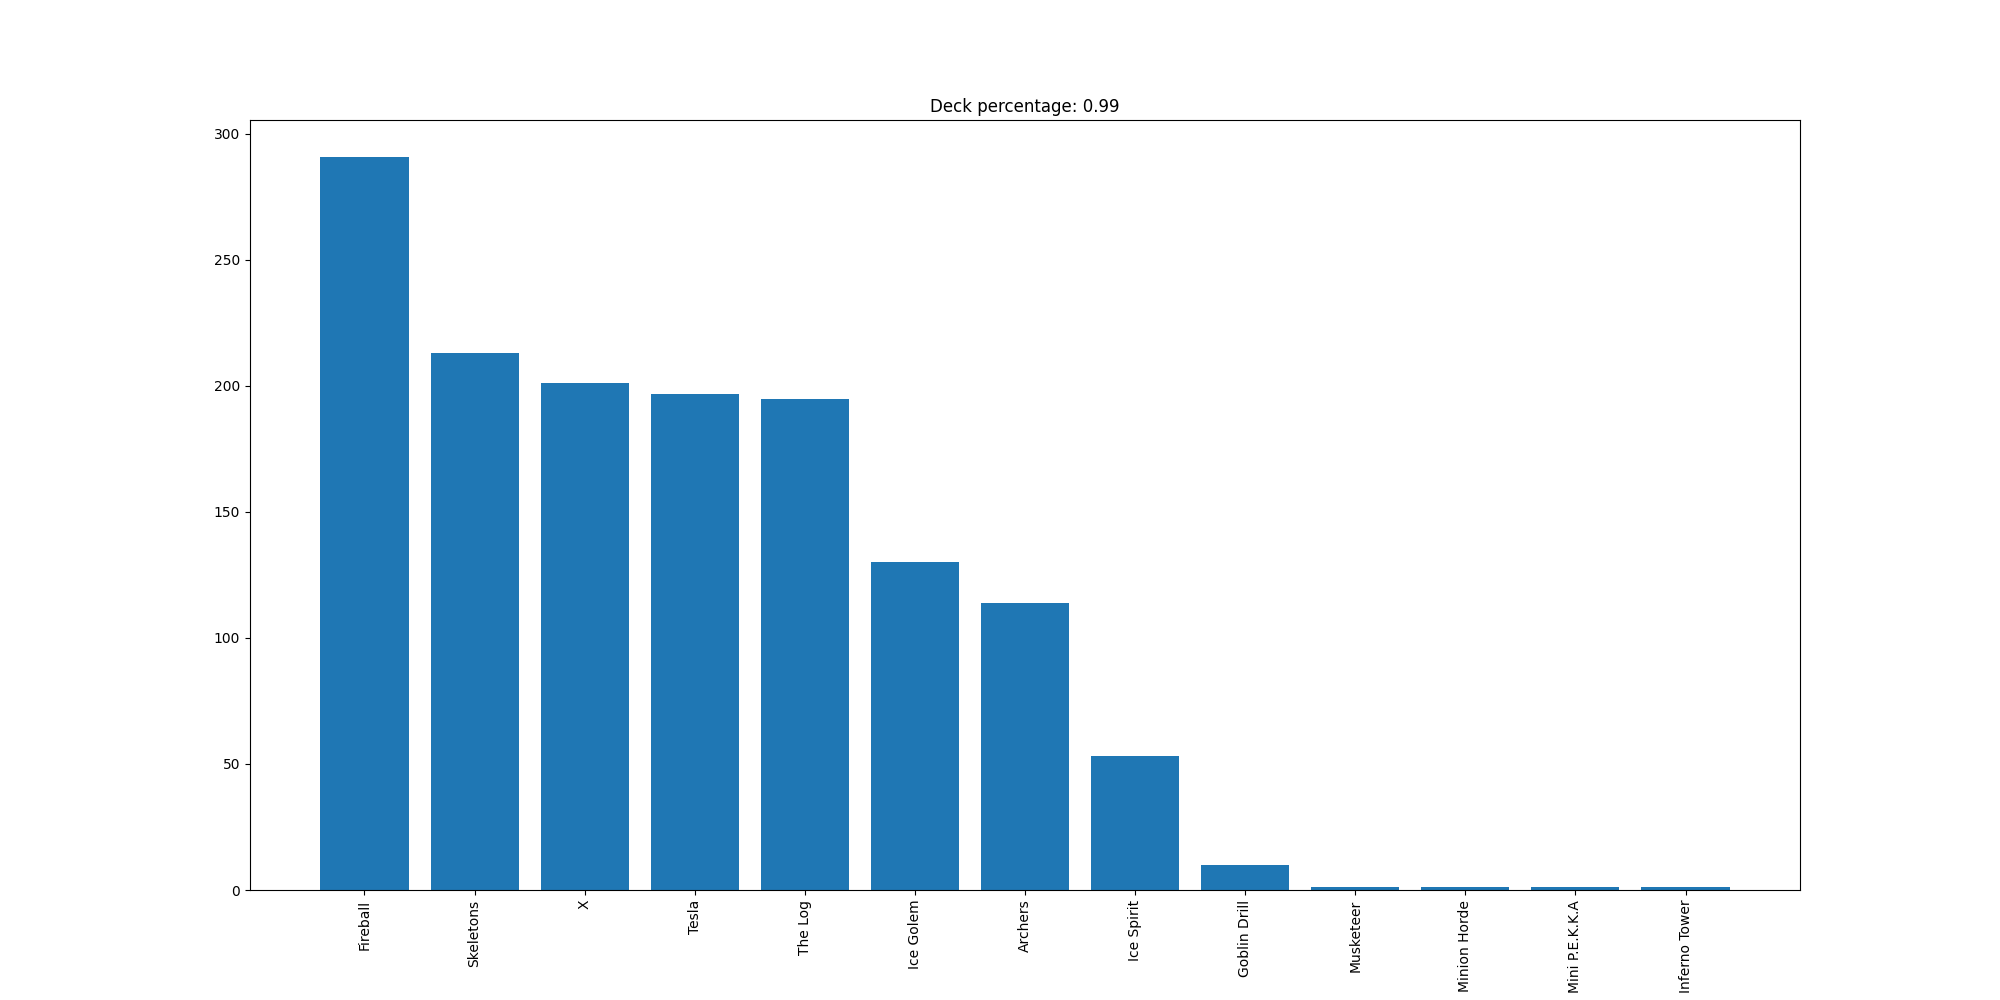 Deck percentage: 0.99
300
250
200
150
100
50
0
Fireball
Skeletons
X
Tesla
The Log
Ice Golem
Archers
Ice Spirit
Goblin Drill
Musketeer
Minion Horde
Mini P.E.K.K.A
Inferno Tower